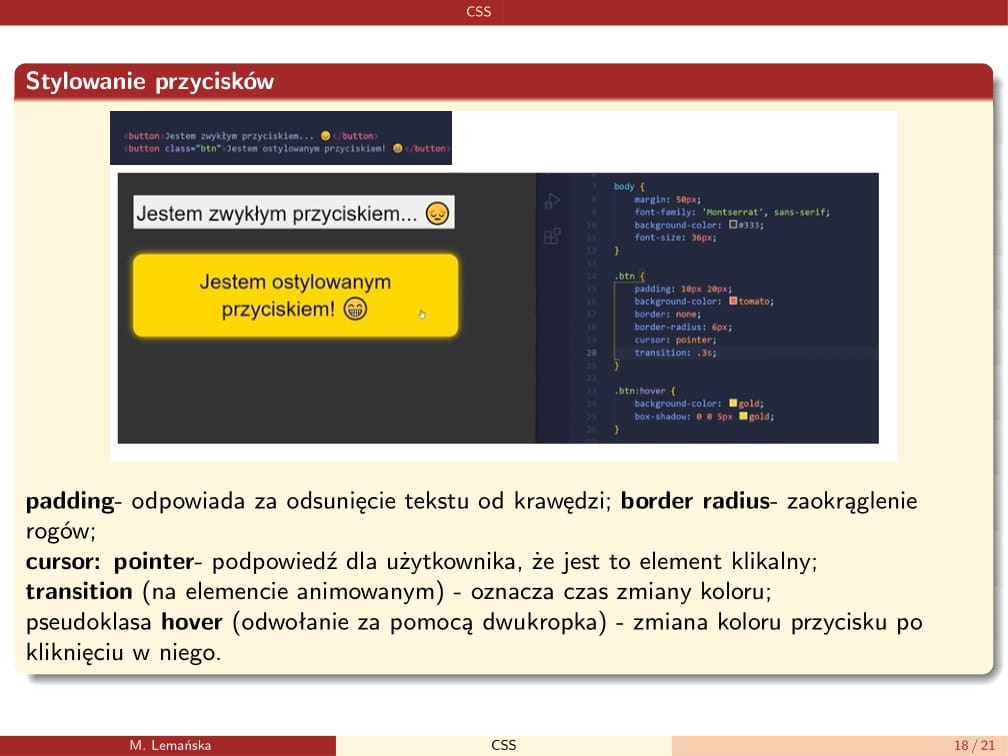 CSS
Stylowanie przycisków
<button>Jestem zwykłym przyciskiem... 😞</button>
<button class="btn">Jestem ostylowanym przyciskiem! 😁</button>
Jestem zwykłym przyciskiem... 😞
Jestem ostylowanym
przyciskiem! 😁
7 body {
8 margin: 50px;
9 font-family: 'Montserrat', sans-serif;
10 background-color: #333;
11 font-size: 36px;
12 }
13
14 .btn {
15 padding: 10px 20px;
16 background-color: tomato;
17 border: none;
18 border-radius: 6px;
19 cursor: pointer;
20 transition: .3s;
21 }
22
23 .btn:hover {
24 background-color: gold;
25 box-shadow: 0 0 5px gold;
26 }
padding- odpowiada za odsunięcie tekstu od krawędzi; border radius- zaokrąglenie
rogów;
cursor: pointer- podpowiedź dla użytkownika, że jest to element klikalny;
transition (na elemencie animowanym) - oznacza czas zmiany koloru;
pseudoklasa hover (odwołanie za pomocą dwukropka) - zmiana koloru przycisku po
kliknięciu w niego.
M. Lemańska
CSS
18 / 21